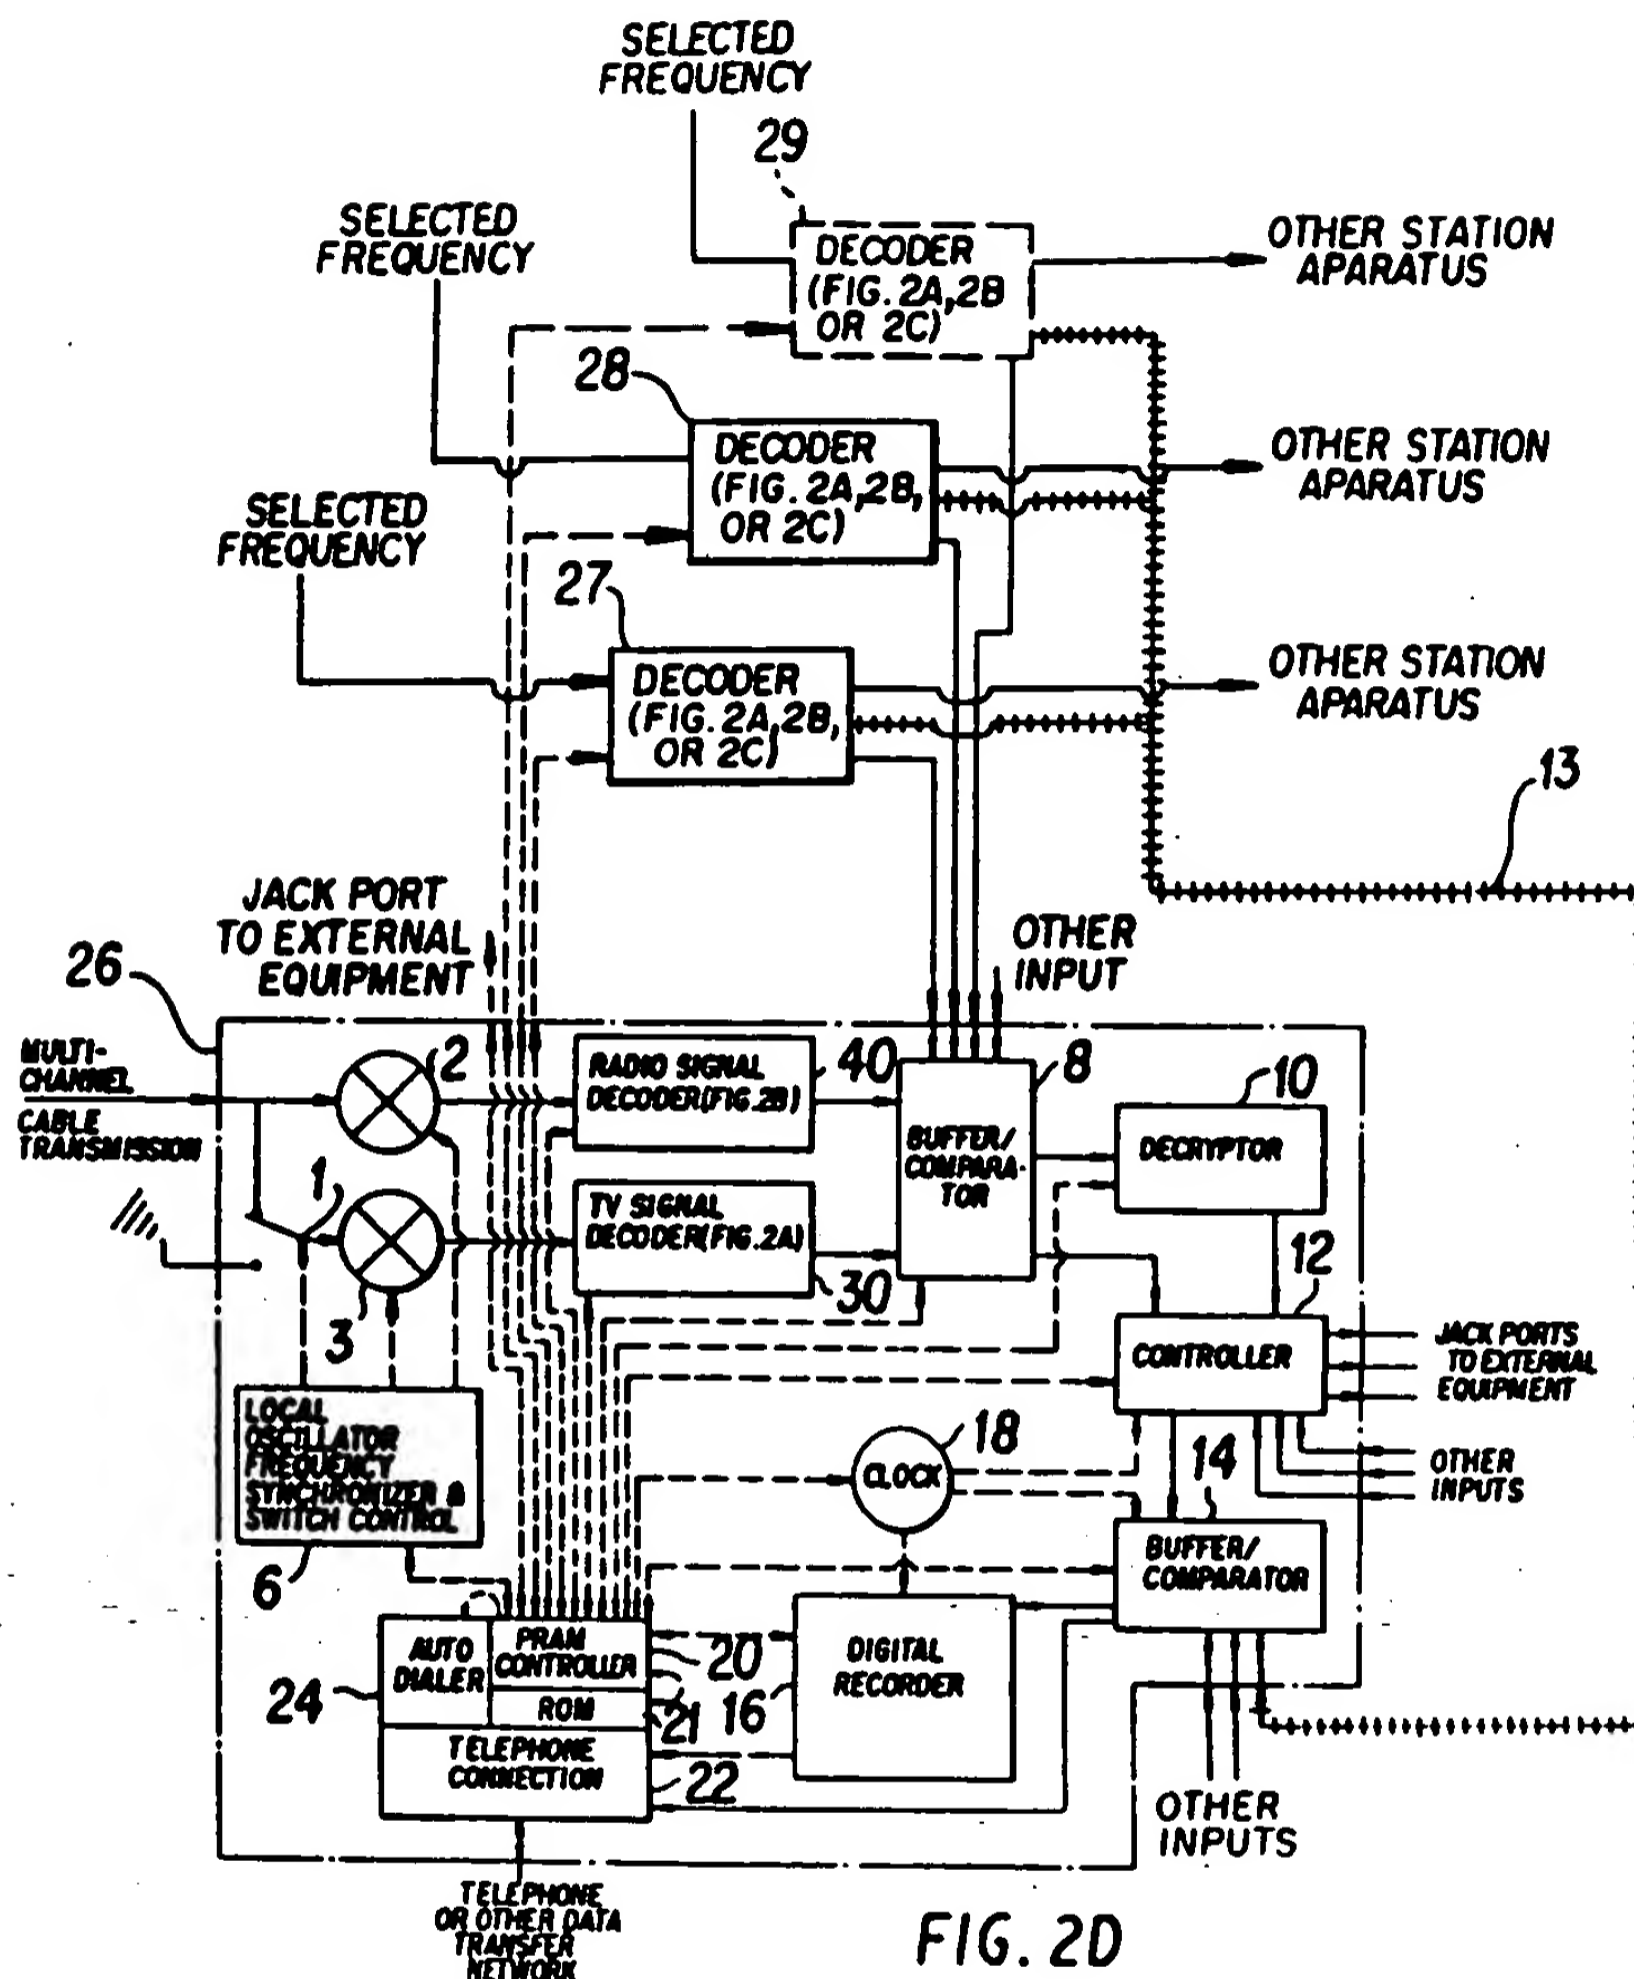 SELECTED
FREQUENCY
29
SELECTED
FREQUENCY
DECODER
(FIG. 2A,2B
OR 2C)
OTHER STATION
APARATUS
28
DECODER
(FIG. 2A,2B,
OR 2C)
OTHER STATION
APARATUS
SELECTED
FREQUENCY
27
DECODER
(FIG. 2A,2B,
OR 2C)
OTHER STATION
APARATUS
13
JACK PORT
TO EXTERNAL
EQUIPMENT
OTHER
INPUT
26
MULTI-
CHANNEL
CABLE
TRANSMISSION
2
RADIO SIGNAL
DECODER(FIG.2B)
40
8
BUFFER/
COMPARA-
TOR
10
DECRYPTOR
1
3
TV SIGNAL
DECODER(FIG.2A)
30
12
CONTROLLER
JACK PORTS
TO EXTERNAL
EQUIPMENT
LOCAL
OSCILLATOR
FREQUENCY
SYNCHRONIZER &
SWITCH CONTROL
6
18
CLOCK
14
OTHER
INPUTS
BUFFER/
COMPARATOR
AUTO
DIALER
PRAM
CONTROLLER
20
ROM
21
24
16
DIGITAL
RECORDER
TELEPHONE
CONNECTION
22
OTHER
INPUTS
TELEPHONE
OR OTHER DATA
TRANSFER
NETWORK
FIG. 2D